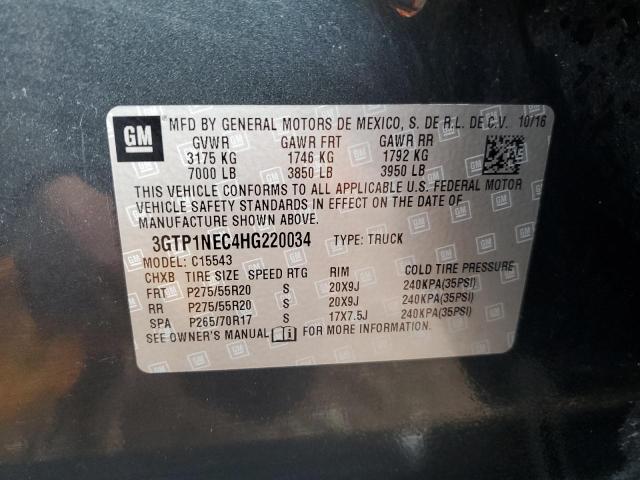 GM
MFD BY GENERAL MOTORS DE MEXICO, S. DE R.L. DE C.V. 10/16
GVWR GAWR FRT GAWR RR
3175 KG 1746 KG 1792 KG
7000 LB 3850 LB 3950 LB
THIS VEHICLE CONFORMS TO ALL APPLICABLE U.S. FEDERAL MOTOR
VEHICLE SAFETY STANDARDS IN EFFECT ON THE DATE OF
MANUFACTURE SHOWN ABOVE.
3GTP1NEC4HG220034 TYPE: TRUCK
MODEL: C15543
CHXB TIRE SIZE SPEED RTG RIM COLD TIRE PRESSURE
FRT P275/55R20 S 20X9J 240KPA(35PSI)
RR P275/55R20 S 20X9J 240KPA(35PSI)
SPA P265/70R17 S 17X7.5J 240KPA(35PSI)
SEE OWNER'S MANUAL FOR MORE INFORMATION.